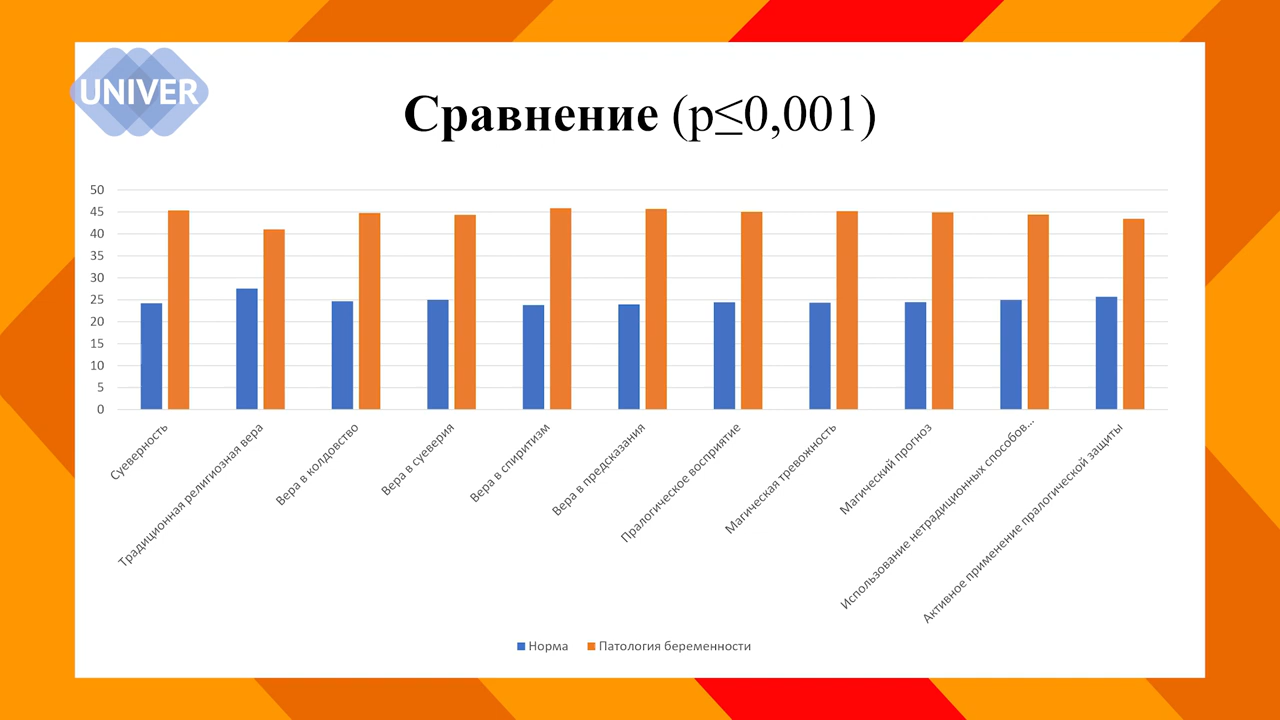 UNIVER
Сравнение (p≤0,001)
50
45
40
35
30
25
20
15
10
5
0
Суеверность
Традиционная религиозная вера
Вера в колдовство
Вера в суеверия
Вера в спиритизм
Вера в предсказания
Пралогическое восприятие
Магическая тревожность
Магический прогноз
Использование нетрадиционных способов...
Активное применение пралогической защиты
Норма
Патология беременности